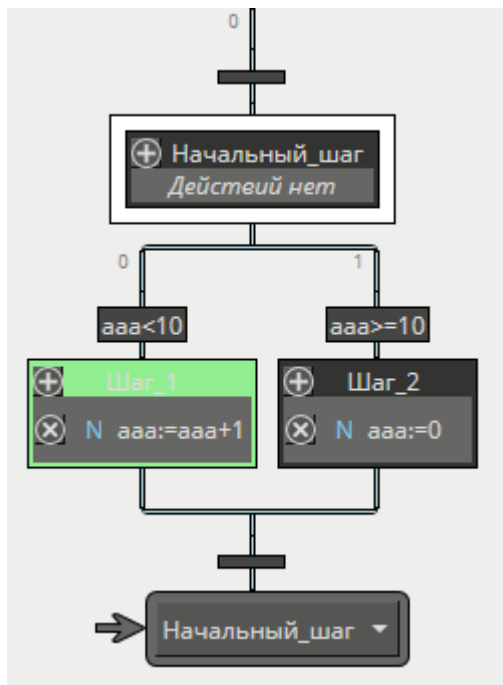 0
Начальный_шаг
Действий нет
0
1
aaa<10
aaa>=10
Шаг_1
Шаг_2
N aaa:=aaa+1
N aaa:=0
Начальный_шаг